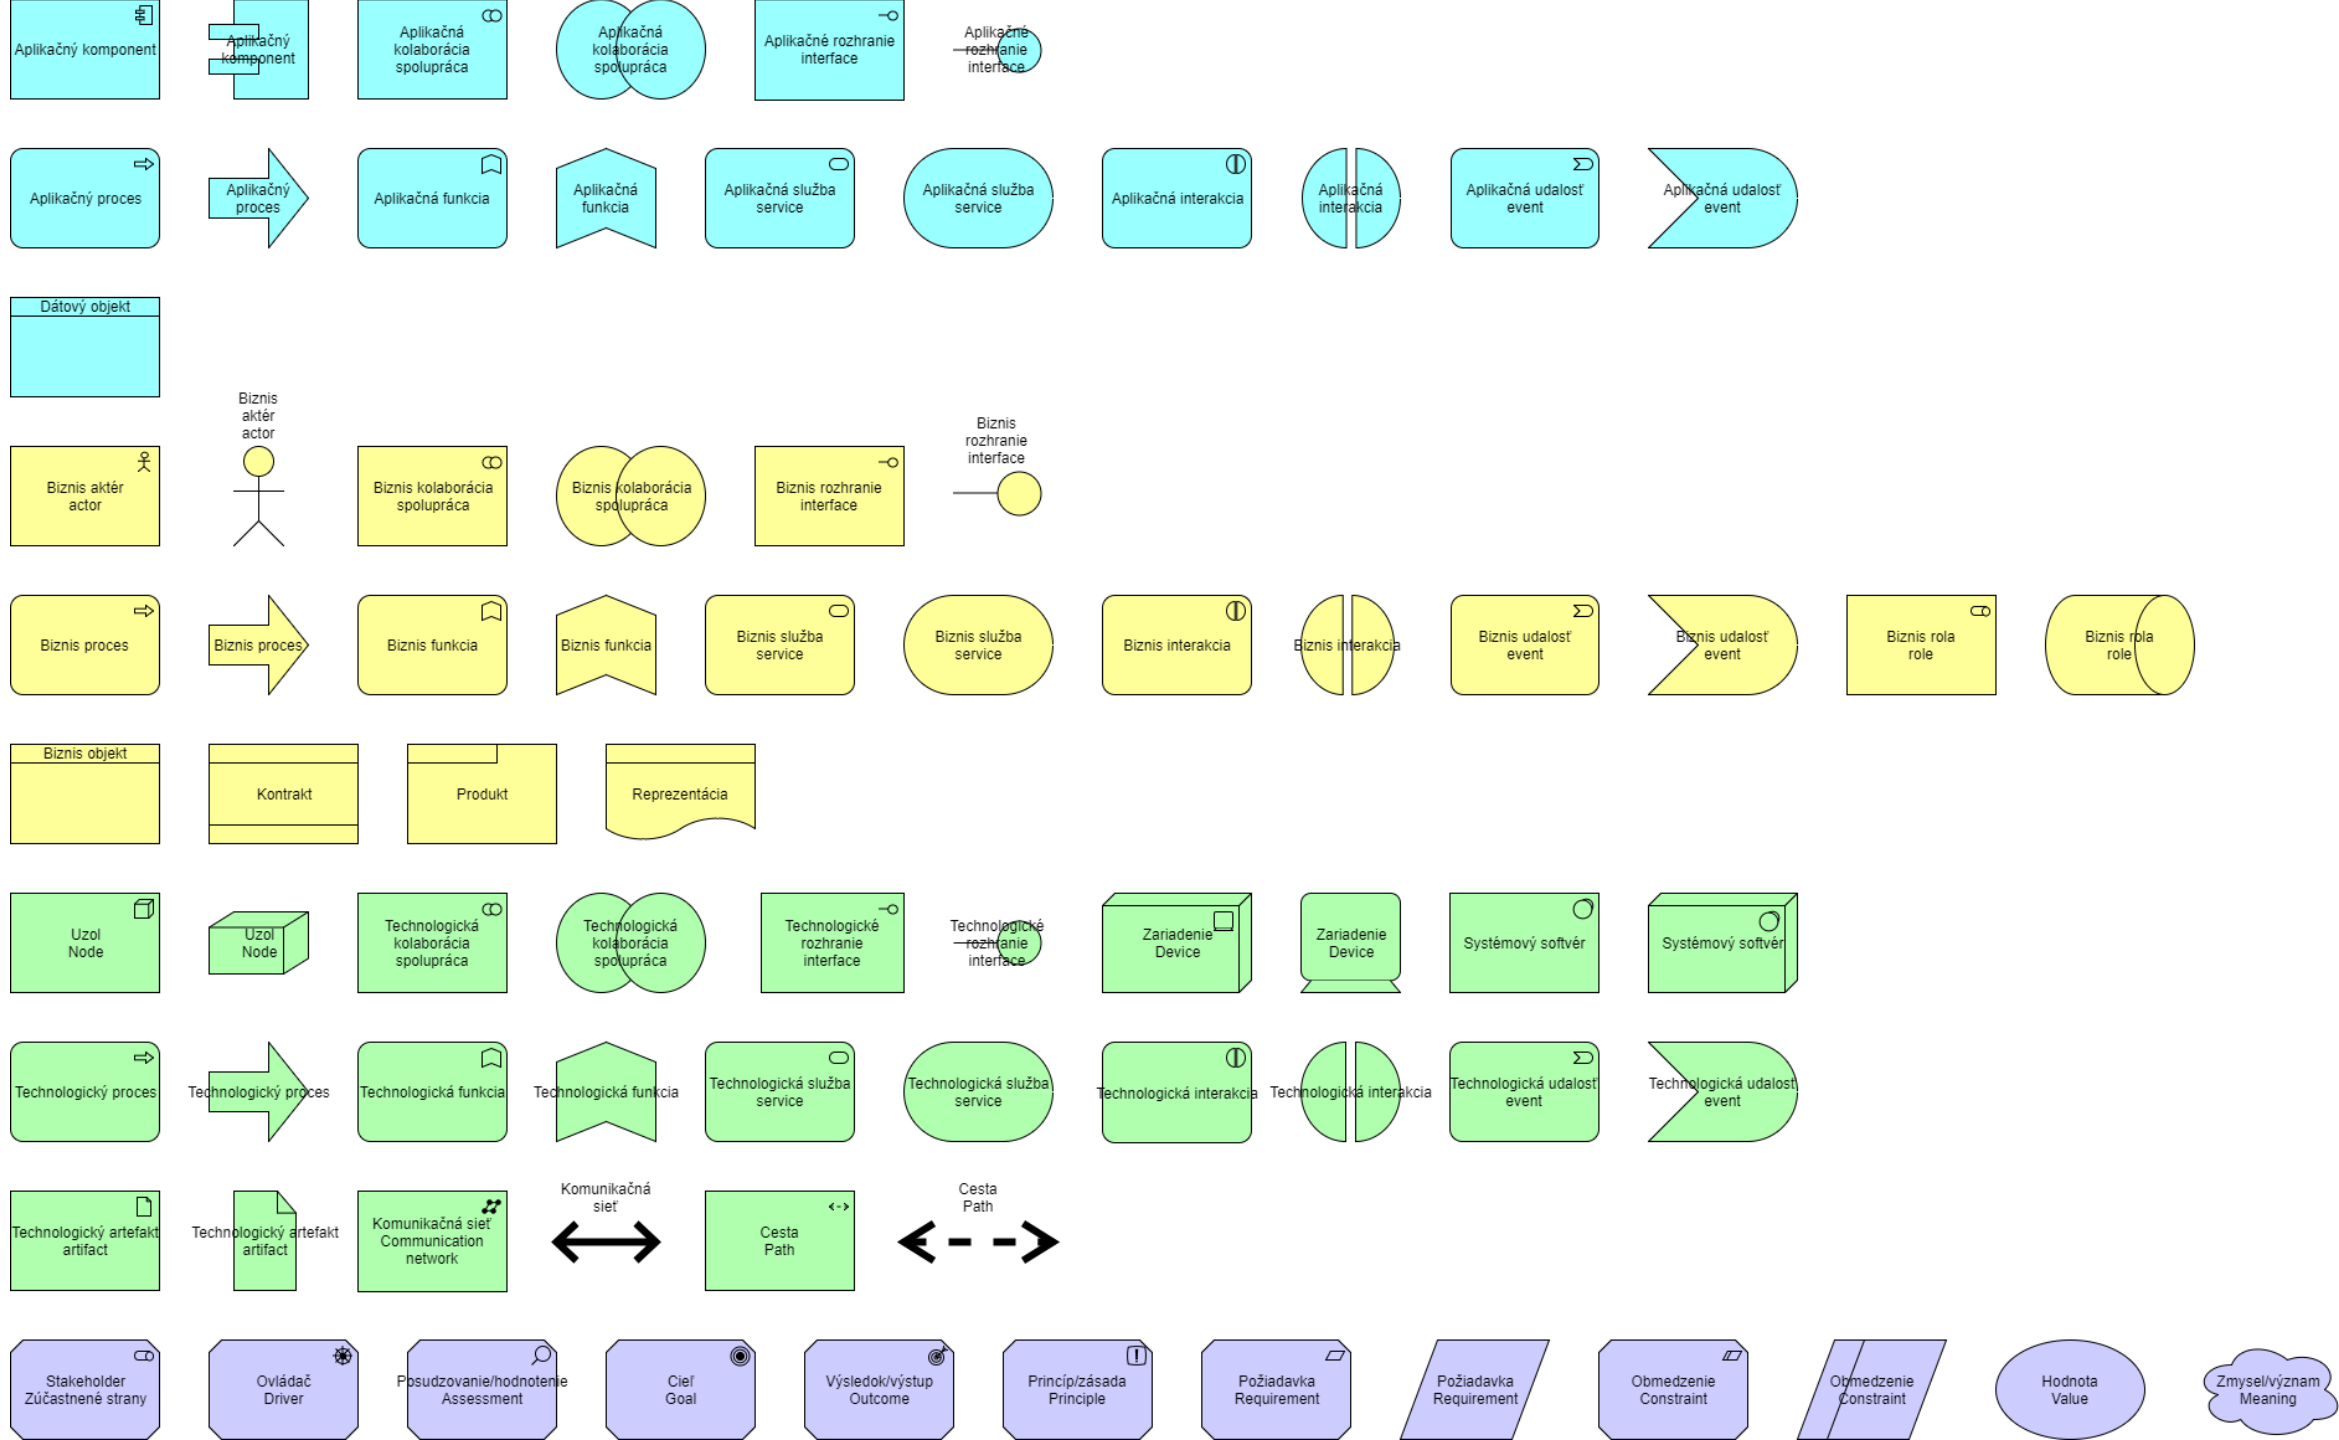 Aplikačný komponent
Aplikačný
komponent
Aplikačná
kolaborácia
spolupráca
Aplikačná
kolaborácia
spolupráca
Aplikačné rozhranie
interface
Aplikačné
rozhranie
interface
Aplikačný proces
Aplikačný
proces
Aplikačná funkcia
Aplikačná
funkcia
Aplikačná služba
service
Aplikačná služba
service
Aplikačná interakcia
Aplikačná
interakcia
Aplikačná udalosť
event
Aplikačná udalosť
event
Dátový objekt
Biznis aktér
actor
Biznis
aktér
actor
Biznis kolaborácia
spolupráca
Biznis kolaborácia
spolupráca
Biznis rozhranie
interface
Biznis
rozhranie
interface
Biznis proces
Biznis proces
Biznis funkcia
Biznis funkcia
Biznis služba
service
Biznis služba
service
Biznis interakcia
Biznis interakcia
Biznis udalosť
event
Biznis udalosť
event
Biznis rola
role
Biznis rola
role
Biznis objekt
Kontrakt
Produkt
Reprezentácia
Uzol
Node
Uzol
Node
Technologická
kolaborácia
spolupráca
Technologická
kolaborácia
spolupráca
Technologické
rozhranie
interface
Technologické
rozhranie
interface
Zariadenie
Device
Zariadenie
Device
Systémový softvér
Systémový softvér
Technologický proces
Technologický proces
Technologická funkcia
Technologická funkcia
Technologická služba
service
Technologická služba
service
Technologická interakcia
Technologická interakcia
Technologická udalosť
event
Technologická udalosť
event
Technologický artefakt
artifact
Technologický artefakt
artifact
Komunikačná sieť
Communication
network
Komunikačná
sieť
Cesta
Path
Cesta
Path
Stakeholder
Zúčastnené strany
Ovládač
Driver
Posudzovanie/hodnotenie
Assessment
Cieľ
Goal
Výsledok/výstup
Outcome
Princíp/zásada
Principle
Požiadavka
Requirement
Požiadavka
Requirement
Obmedzenie
Constraint
Obmedzenie
Constraint
Hodnota
Value
Zmysel/význam
Meaning